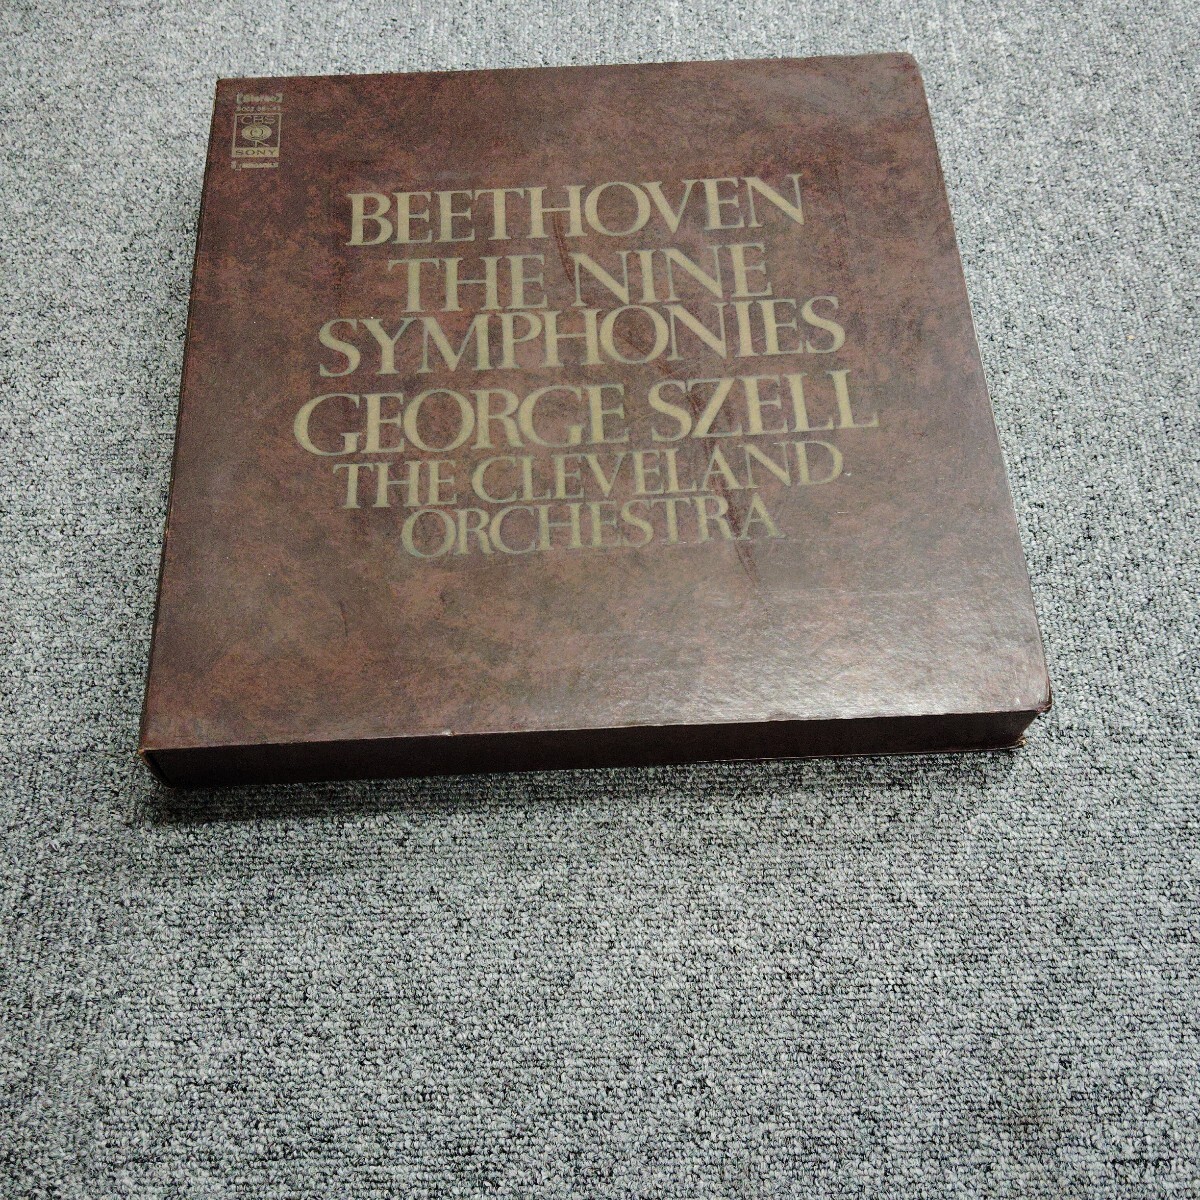 CBS
SONY
BEETHOVEN
THE NINE
SYMPHONIES
GEORGE SZELL
THE CLEVELAND
ORCHESTRA